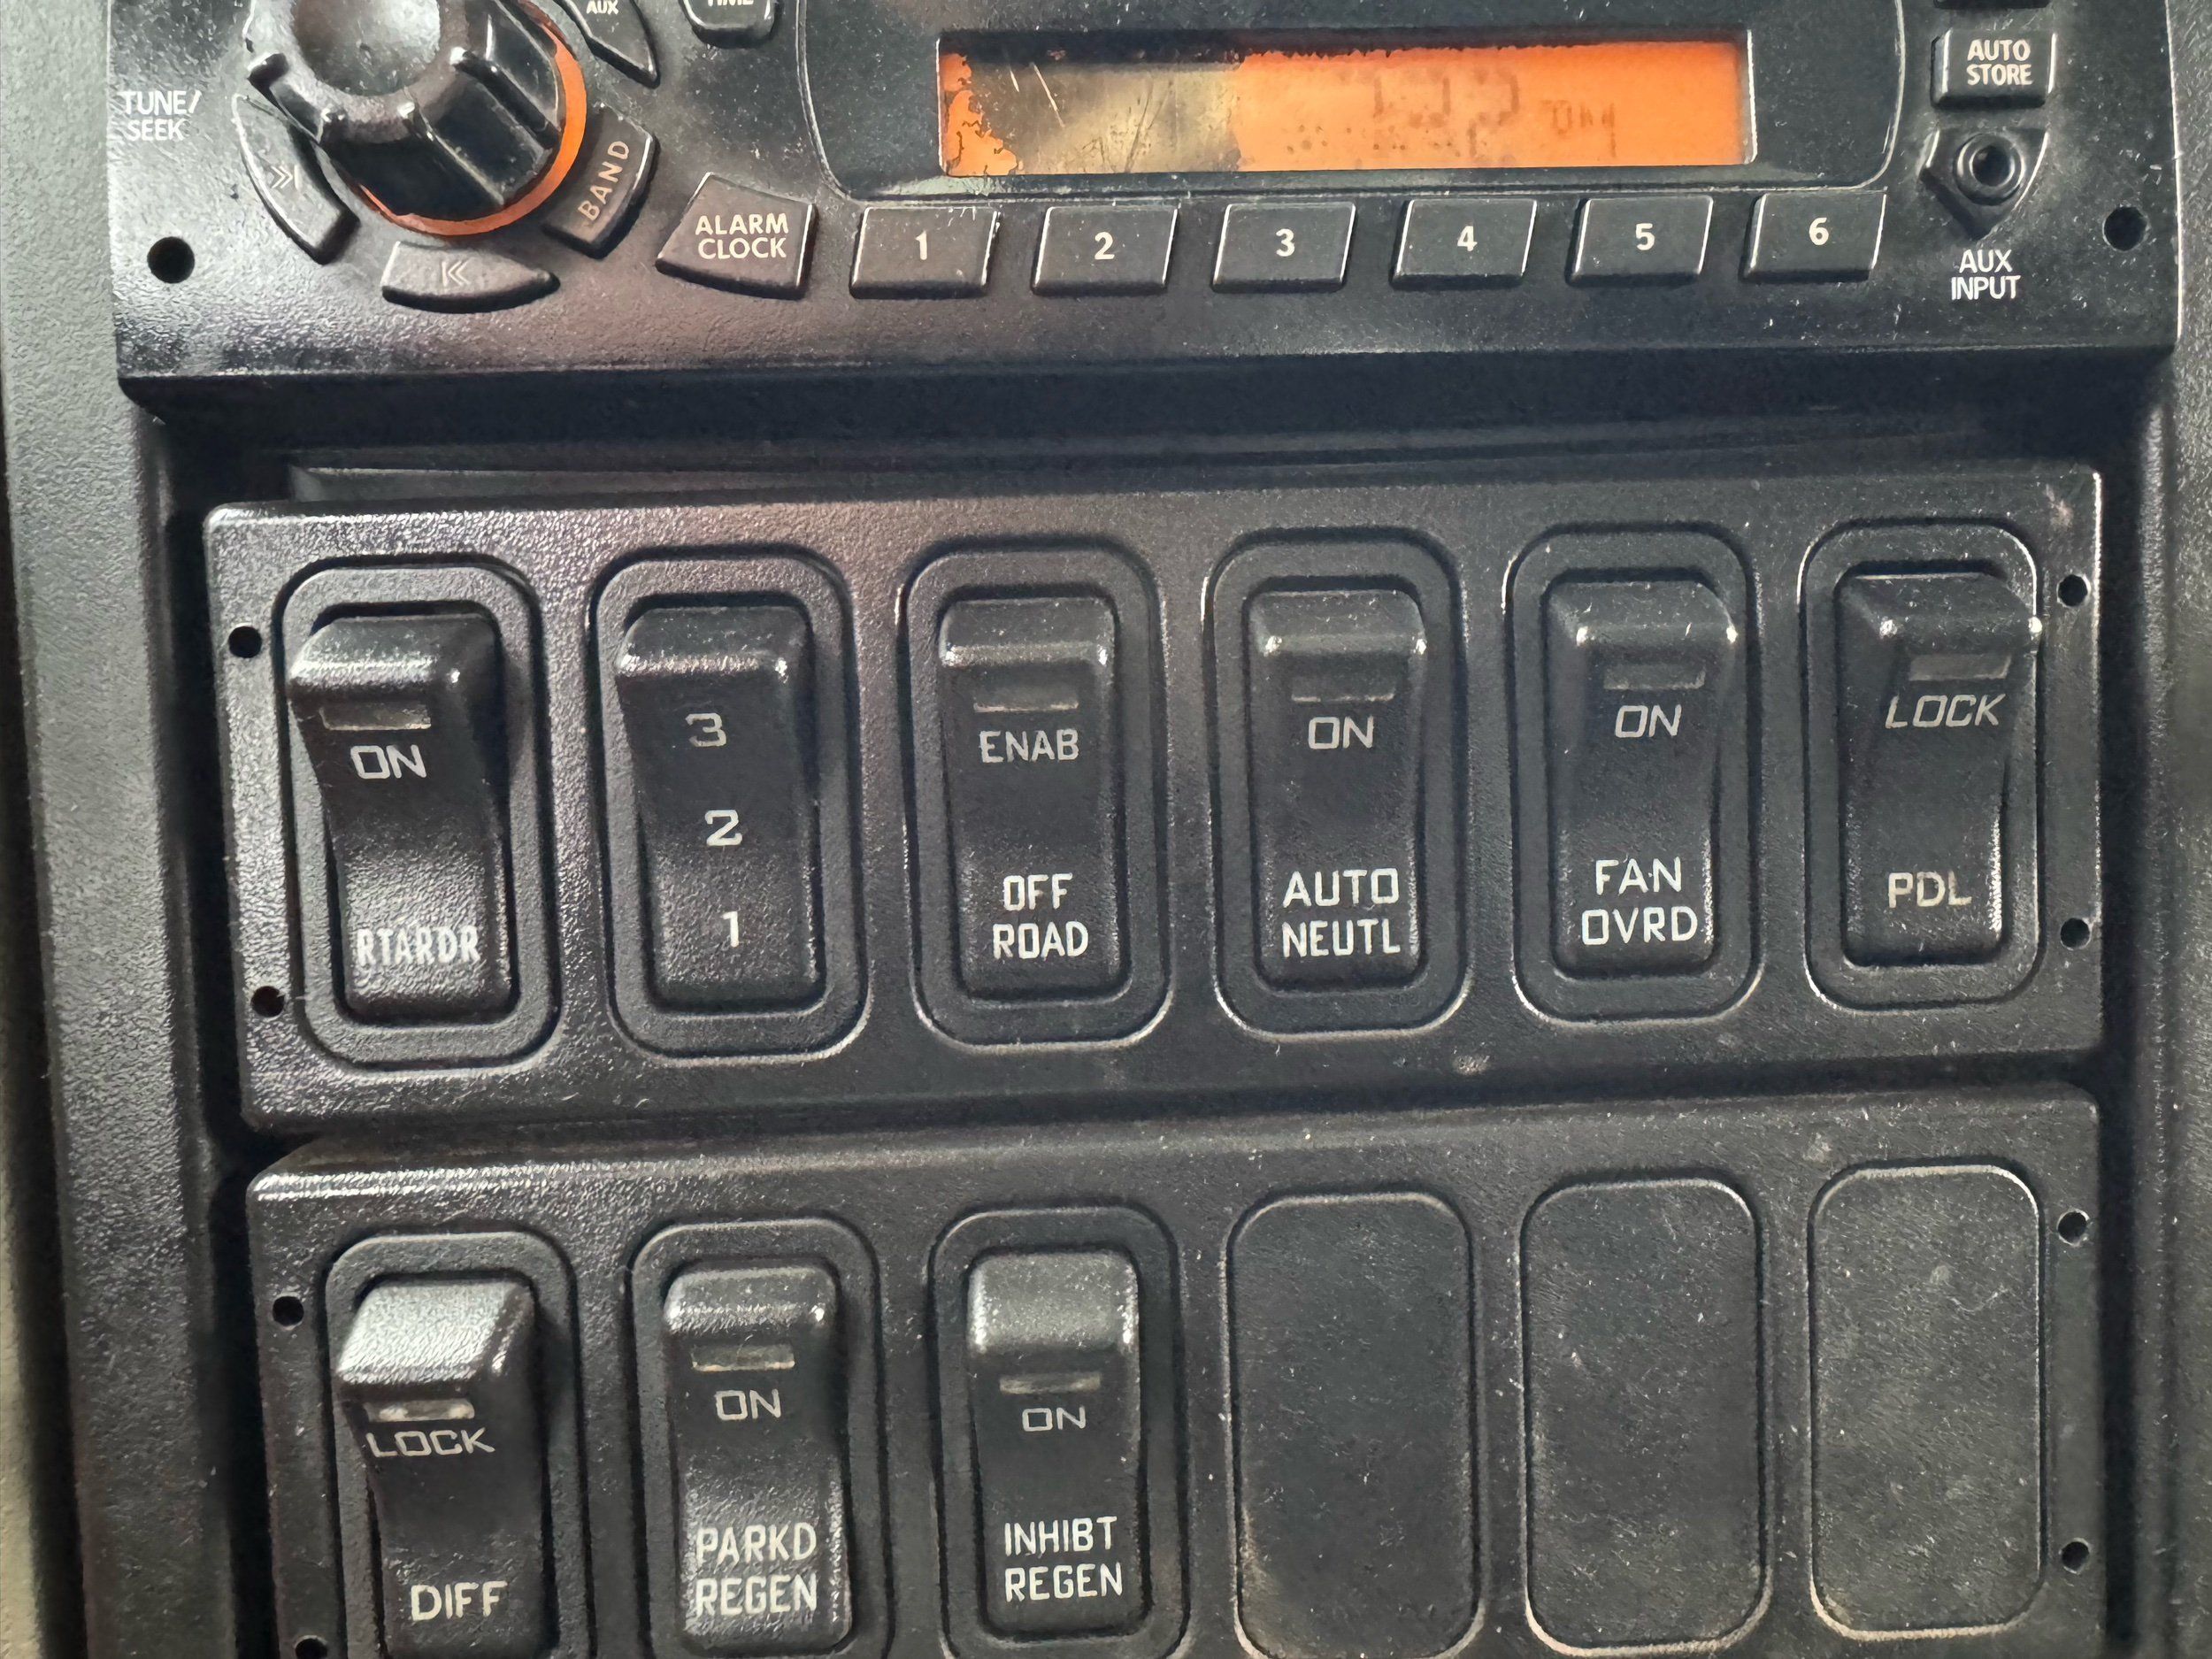 AUX
TIME
AUTO
STORE
TUNE/
SEEK
BAND
ALARM
CLOCK
1
2
3
4
5
6
AUX
INPUT
ON
RTARDR
3
2
1
ENAB
OFF
ROAD
ON
AUTO
NEUTL
ON
FAN
OVRD
LOCK
PDL
LOCK
DIFF
ON
PARKD
REGEN
ON
INHIBT
REGEN